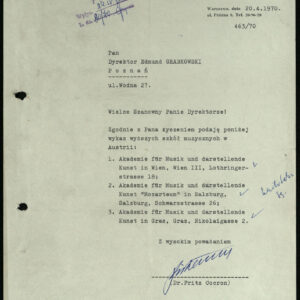 Warszawa, dnia 20.4.1970.
463/70
Pan
Dyrektor Edmund GRABKOWSKI
Poznań
ul.Wodna 27.
Wielce Szanowny Panie Dyrektorze!
Zgodnie z Pana życzeniem podaję poniżej
wykaz wyższych szkół muzycznych w
Austrii:
1. Akademie für Musik und darstellende
Kunst in Wien, Wien III, Lothringer-
strasse 18;
2. Akademie für Musik und darstellende
Kunst "Mozarteum" in Salzburg,
Salzburg, Schwarzstrasse 26;
3. Akademie für Musik und darstellende
Kunst in Graz, Graz, Nikolaigasse 2.
Z wysokim poważaniem
(Dr.Fritz Cocron)